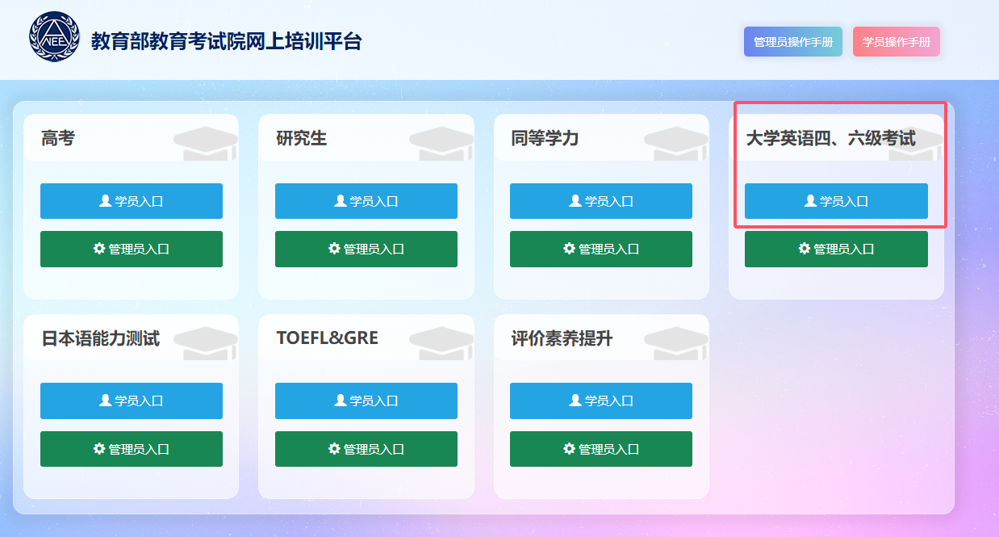 NEEA
教育部教育考试院网上培训平台
管理员操作手册
学员操作手册
高考
学员入口
管理员入口
研究生
学员入口
管理员入口
同等学力
学员入口
管理员入口
大学英语四、六级考试
学员入口
管理员入口
日本语能力测试
学员入口
管理员入口
TOEFL&GRE
学员入口
管理员入口
评价素养提升
学员入口
管理员入口